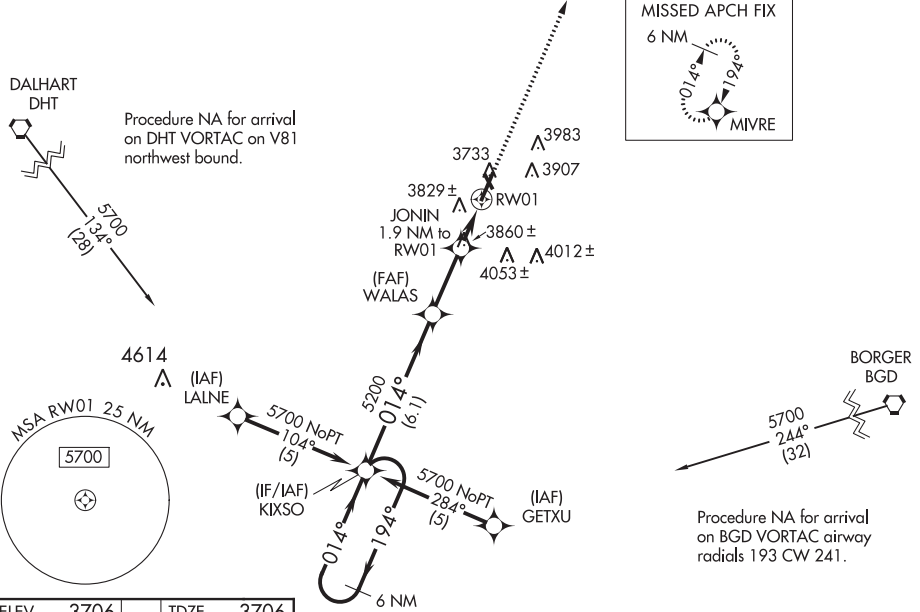 MISSED APCH FIX
6 NM
014°
194°
MIVRE
DALHART
DHT
Procedure NA for arrival
on DHT VORTAC on V81
northwest bound.
5700
134°
(28)
3983
3733
3907
3829 ±
RW01
JONIN
1.9 NM to
RW01
3860 ±
4053 ±
4012 ±
(FAF)
WALAS
4614
(IAF)
LALNE
5200
014°
(6.1)
BORGER
BGD
5700
244°
(32)
MSA RW01 25 NM
5700
5700 NoPT
104°
(5)
(IF/IAF)
KIXSO
5700 NoPT
284°
(5)
(IAF)
GETXU
014°
194°
6 NM
Procedure NA for arrival
on BGD VORTAC airway
radials 193 CW 241.
ELEV 3706
TDZE 3706